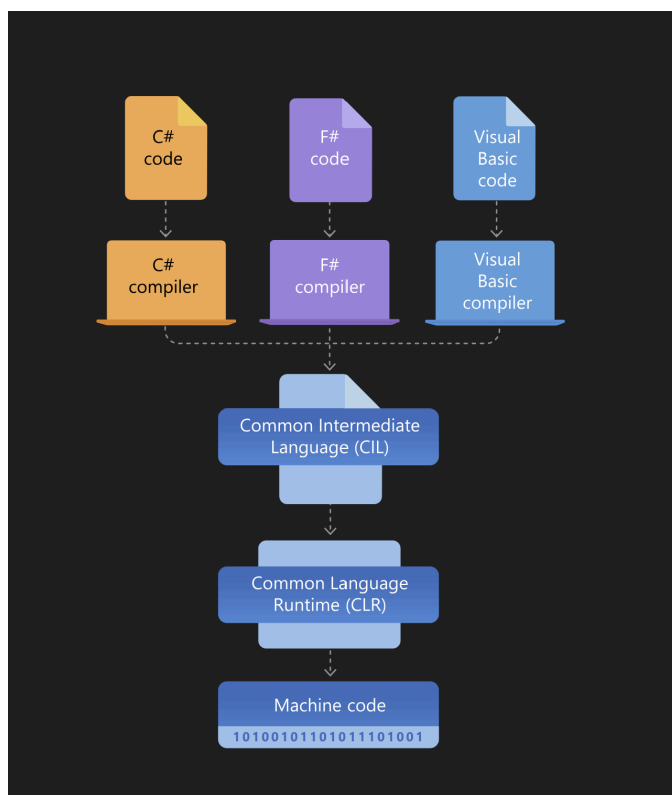 C#
code
F#
code
Visual
Basic
code
C#
compiler
F#
compiler
Visual
Basic
compiler
Common Intermediate
Language (CIL)
Common Language
Runtime (CLR)
Machine code
10100101101011101001